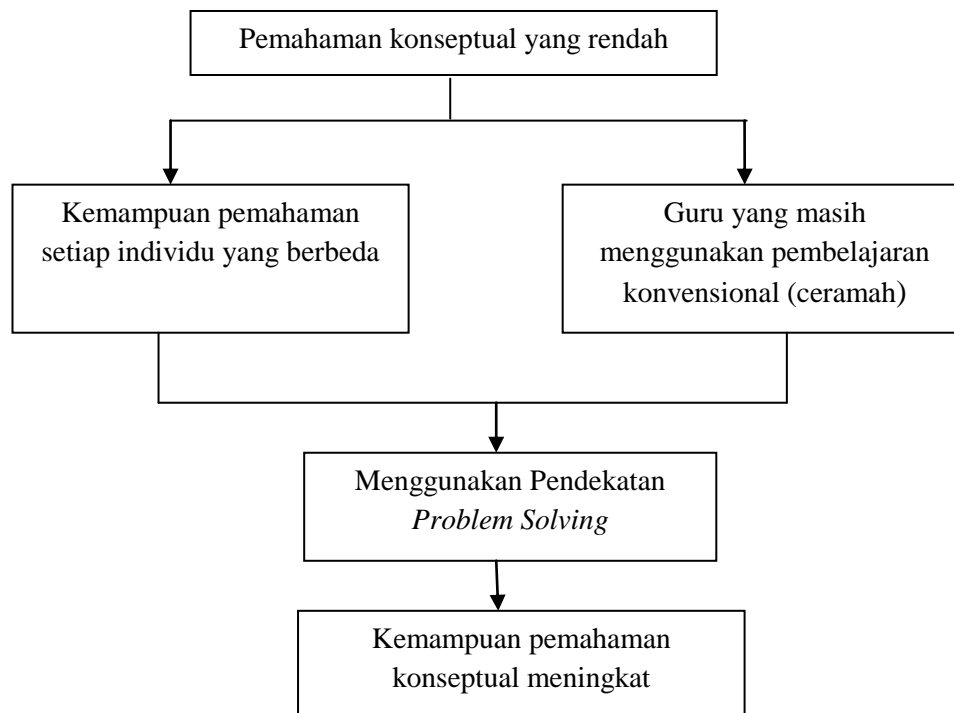 Pemahaman konseptual yang rendah
Kemampuan pemahaman
setiap individu yang berbeda
Guru yang masih
menggunakan pembelajaran
konvensional (ceramah)
Menggunakan Pendekatan
Problem Solving
Kemampuan pemahaman
konseptual meningkat